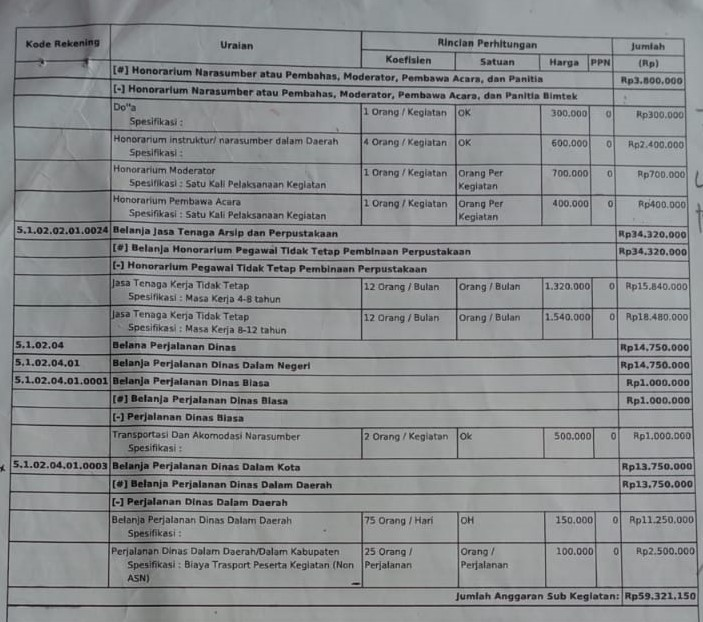 Kode Rekening Uraian Rincian Perhitungan Jumlah
Koefisien Satuan Harga PPN (Rp)
[#] Honorarium Narasumber atau Pembahas, Moderator, Pembawa Acara, dan Panitia Rp3.800.000
[-] Honorarium Narasumber atau Pembahas, Moderator, Pembawa Acara, dan Panitia Bimtek
Do"a 1 Orang / Kegiatan OK 300.000 0 Rp300.000
Spesifikasi :
Honorarium instruktur/ narasumber dalam Daerah 4 Orang / Kegiatan OK 600.000 0 Rp2.400.000
Spesifikasi :
Honorarium Moderator 1 Orang / Kegiatan Orang Per 700.000 0 Rp700.000
Spesifikasi : Satu Kali Pelaksanaan Kegiatan Kegiatan
Honorarium Pembawa Acara 1 Orang / Kegiatan Orang Per 400.000 0 Rp400.000
Spesifikasi : Satu Kali Pelaksanaan Kegiatan Kegiatan
5.1.02.02.01.0024 Belanja Jasa Tenaga Arsip dan Perpustakaan Rp34.320.000
[#] Belanja Honorarium Pegawai Tidak Tetap Pembinaan Perpustakaan Rp34.320.000
[-] Honorarium Pegawai Tidak Tetap Pembinaan Perpustakaan
Jasa Tenaga Kerja Tidak Tetap 12 Orang / Bulan Orang / Bulan 1.320.000 0 Rp15.840.000
Spesifikasi : Masa Kerja 4-8 tahun
Jasa Tenaga Kerja Tidak Tetap 12 Orang / Bulan Orang / Bulan 1.540.000 0 Rp18.480.000
Spesifikasi : Masa Kerja 8-12 tahun
5.1.02.04 Belana Perjalanan Dinas Rp14.750.000
5.1.02.04.01 Belanja Perjalanan Dinas Dalam Negeri Rp14.750.000
5.1.02.04.01.0001 Belanja Perjalanan Dinas Biasa Rp1.000.000
[#] Belanja Perjalanan Dinas Biasa Rp1.000.000
[-] Perjalanan Dinas Biasa
Transportasi Dan Akomodasi Narasumber 2 Orang / Kegiatan Ok 500.000 0 Rp1.000.000
Spesifikasi :
5.1.02.04.01.0003 Belanja Perjalanan Dinas Dalam Kota Rp13.750.000
[#] Belanja Perjalanan Dinas Dalam Daerah Rp13.750.000
[-] Perjalanan Dinas Dalam Daerah
Belanja Perjalanan Dinas Dalam Daerah 75 Orang / Hari OH 150.000 0 Rp11.250.000
Spesifikasi :
Perjalanan Dinas Dalam Daerah/Dalam Kabupaten 25 Orang / Orang / 100.000 0 Rp2.500.000
Spesifikasi : Biaya Trasport Peserta Kegiatan (Non Perjalanan Perjalanan
ASN)
Jumlah Anggaran Sub Kegiatan: Rp59.321.150